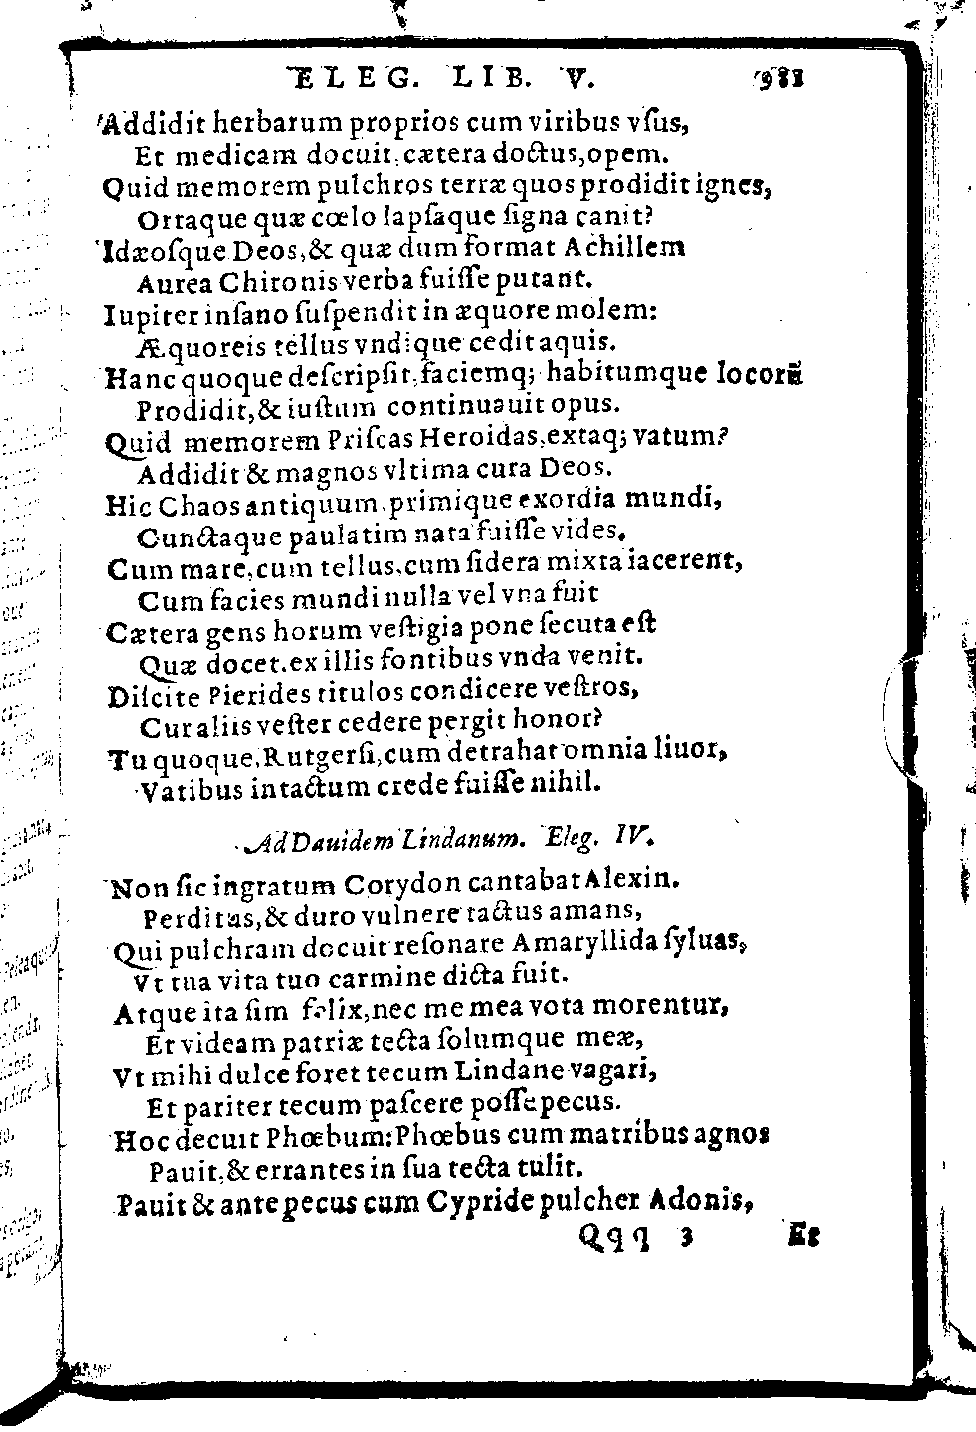 ELEG. LIB. V. 981
Addidit herbarum proprios cum viribus vſus,
Et medicam docuit, cætera doctus, opem.
Quid memorem pulchros terræ quos prodidit ignes,
Ortaque quæ cœlo lapſaque ſigna canit?
Idæoſque Deos, & quæ dum format Achillem
Aurea Chironis verba fuiſſe putant.
Iupiter inſano ſuſpendit in æquore molem:
Æquoreis tellus vndique cedit aquis.
Hanc quoque deſcripſit, faciemq; habitumque locorũ
Prodidit, & iuſtum continuauit opus.
Quid memorem Priſcas Heroidas, extaq; vatum?
Addidit & magnos vltima cura Deos.
Hic Chaos antiquum, primique exordia mundi,
Cunctaque paulatim nata fuiſſe vides.
Cum mare, cum tellus, cum ſidera mixta iacerent,
Cum facies mundi nulla vel vna fuit
Cætera gens horum veſtigia pone ſecuta eſt
Quæ docet. ex illis fontibus vnda venit.
Diſcite Pierides titulos condicere veſtros,
Cur aliis veſter cedere pergit honor?
Tu quoque, Rutgerſi, cum detrahat omnia liuor,
Vatibus intactum crede fuiſſe nihil.
Ad Dauidem Lindanum. Eleg. IV.
Non ſic ingratum Corydon cantabat Alexin.
Perditus, & duro vulnere tactus amans,
Qui pulchram docuit reſonare Amaryllida ſyluas,
Vt tua vita tuo carmine dicta fuit.
Atque ita ſim felix, nec me mea vota morentur,
Et videam patriæ tecta ſolumque meæ,
Vt mihi dulce foret tecum Lindane vagari,
Et pariter tecum paſcere poſſe pecus.
Hoc decuit Phœbum: Phœbus cum matribus agnos
Pauit, & errantes in ſua tecta tulit.
Pauit & ante pecus cum Cypride pulcher Adonis,
Qqq 3 Et